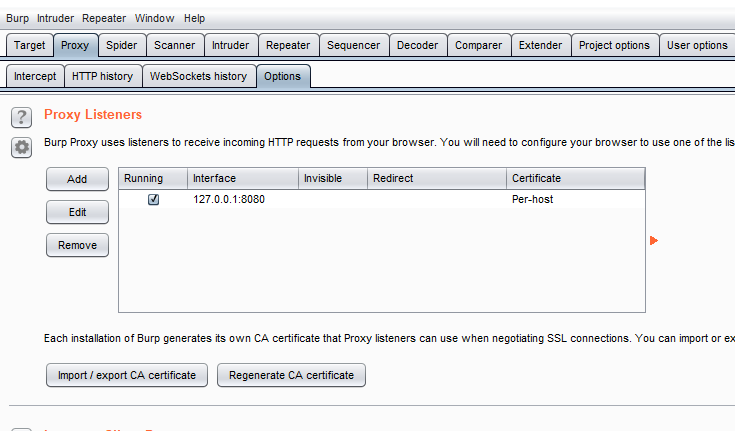 Burp Intruder Repeater Window Help
Target Proxy Spider Scanner Intruder Repeater Sequencer Decoder Comparer Extender Project options User options
Intercept HTTP history WebSockets history Options
? Proxy Listeners
Burp Proxy uses listeners to receive incoming HTTP requests from your browser. You will need to configure your browser to use one of the lis
Add Running Interface Invisible Redirect Certificate
127.0.0.1:8080 Per-host
Edit
Remove
Each installation of Burp generates its own CA certificate that Proxy listeners can use when negotiating SSL connections. You can import or ex
Import / export CA certificate Regenerate CA certificate